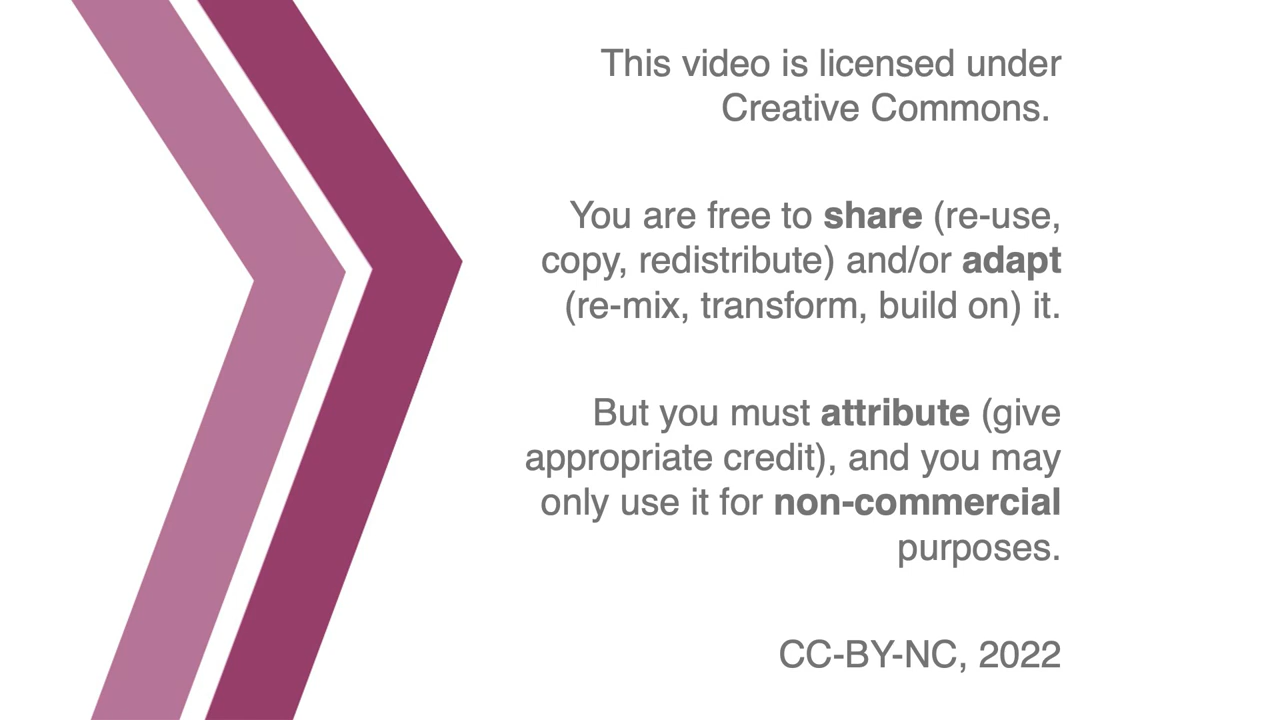 This video is licensed under
Creative Commons.
You are free to share (re-use,
copy, redistribute) and/or adapt
(re-mix, transform, build on) it.
But you must attribute (give
appropriate credit), and you may
only use it for non-commercial
purposes.
CC-BY-NC, 2022